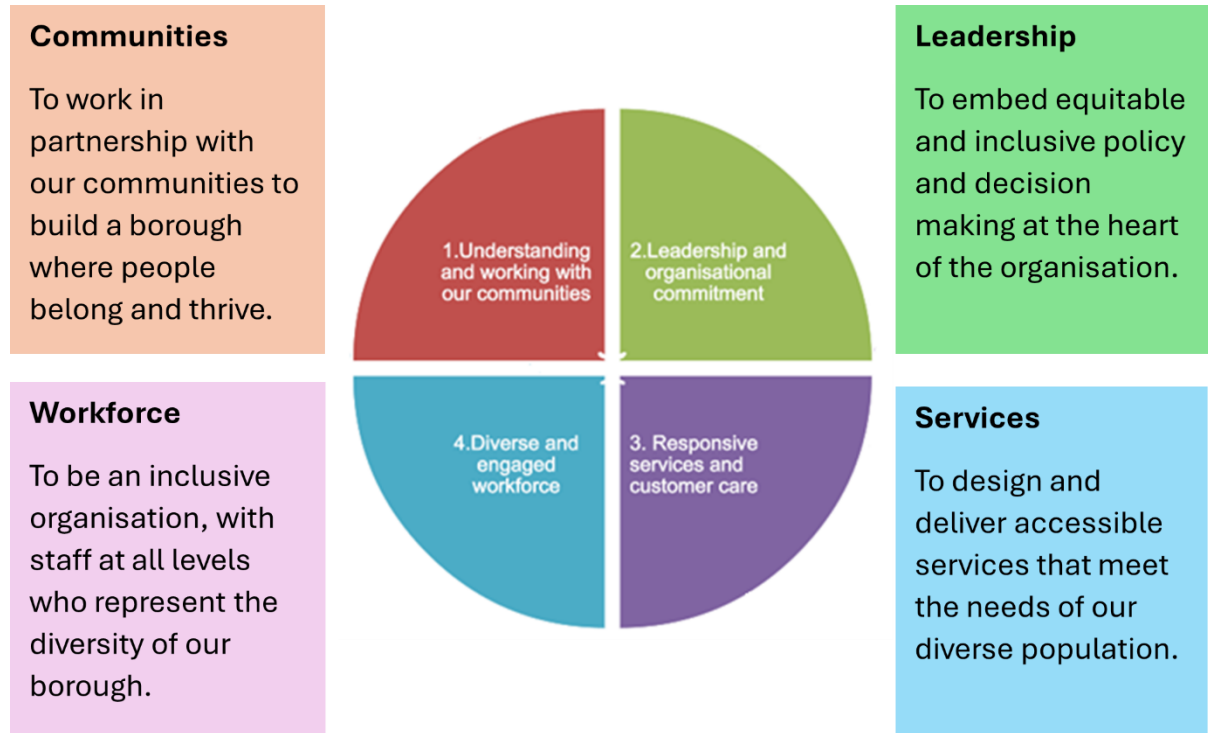 Communities
To work in
partnership with
our communities to
build a borough
where people
belong and thrive.
Leadership
To embed equitable
and inclusive policy
and decision
making at the heart
of the organisation.
1.Understanding
and working with
our communities
2.Leadership and
organisational
commitment
4.Diverse and
engaged
workforce
3. Responsive
services and
customer care
Workforce
To be an inclusive
organisation, with
staff at all levels
who represent the
diversity of our
borough.
Services
To design and
deliver accessible
services that meet
the needs of our
diverse population.